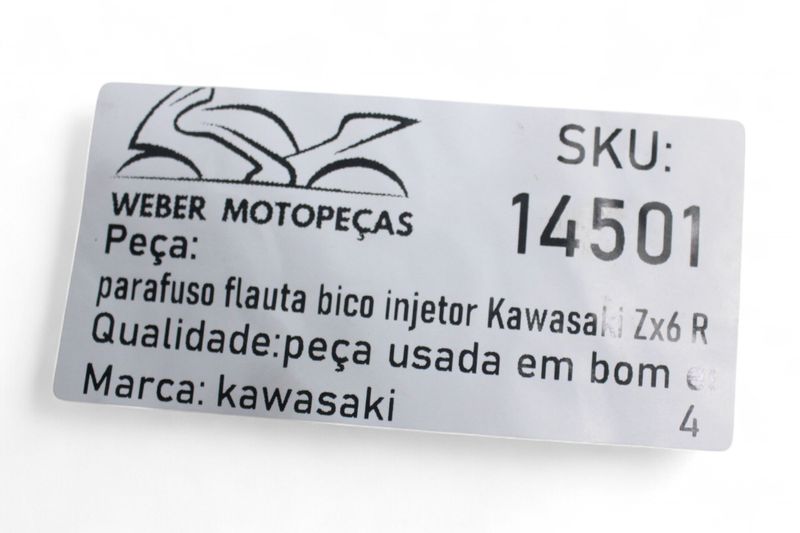 WEBER MOTOPEÇAS
SKU:
14501
Peça:
parafuso flauta bico injetor Kawasaki Zx6 R
Qualidade:peça usada em bom
Marca: kawasaki
4